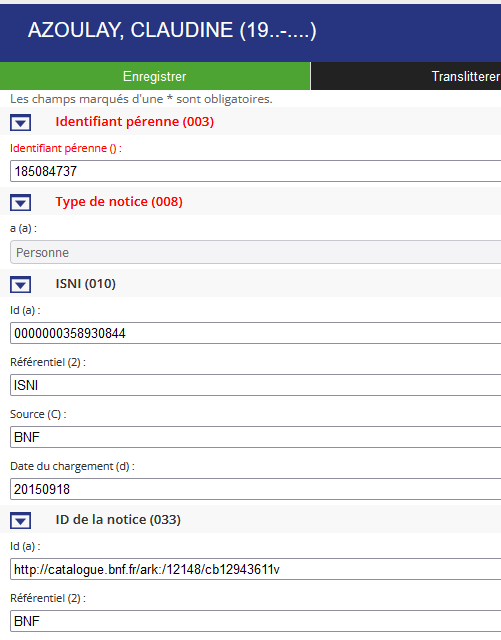 AZOULAY, CLAUDINE (19..-....)
Enregistrer Translitterer
Les champs marqués d'une * sont obligatoires.
Identifiant pérenne (003)
Identifiant pérenne () :
185084737
Type de notice (008)
a (a) :
Personne
ISNI (010)
Id (a) :
0000000358930844
Référentiel (2) :
ISNI
Source (C) :
BNF
Date du chargement (d) :
20150918
ID de la notice (033)
Id (a) :
http://catalogue.bnf.fr/ark:/12148/cb12943611v
Référentiel (2) :
BNF